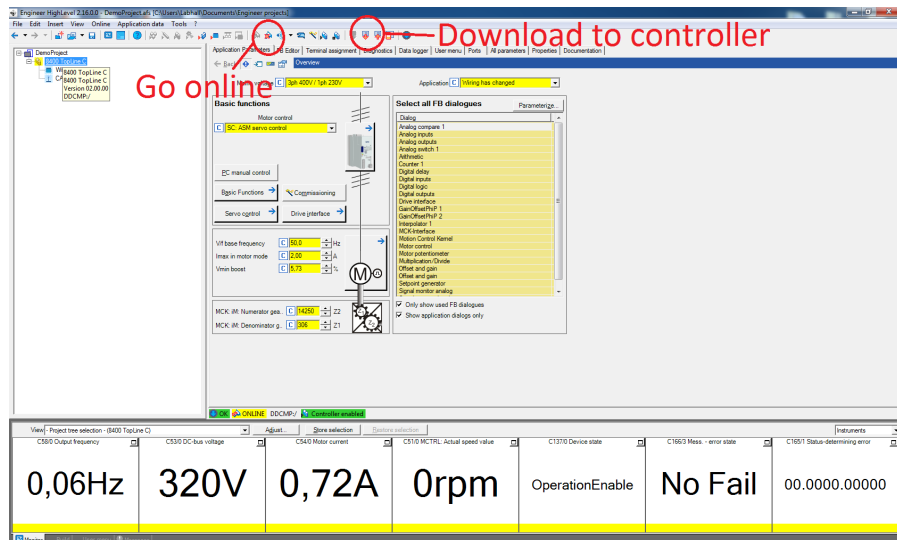 Engineer HighLevel 2.16.0.0 - DemoProject.afs [C:\Users\Labhall\Documents\Engineer projects]
File Edit Insert View Online Application data Tools ?
Download to controller
Go online
DemoProject
8400 TopLine C
8400 TopLine C
8400 TopLine C
Version 02.00.00
DDCMP:/
Application Parameters FB Editor Terminal assignment Diagnostics Data logger User menu Ports All parameters Properties Documentation
Back Overview
3ph 400V / 1ph 230V Application C Wiring has changed
Basic functions
Motor control
C SC: ASM servo control
PC manual control
Basic Functions Commissioning
Servo control Drive interface
V/f base frequency C 50,0 Hz
Imax in motor mode C 2,00 A
Vmin boost C 5,73 %
M
MCK: iM: Numerator gea.. C 14250 Z2
MCK: iM: Denominator g.. C 306 Z1
Select all FB dialogues Parameterize...
Dialog
Analog compare 1
Analog inputs
Analog outputs
Analog switch 1
Arithmetic
Counter 1
Digital delay
Digital inputs
Digital logic
Digital outputs
Drive interface
GainOffsetPhiP 1
GainOffsetPhiP 2
Interpolator 1
MCK-Interface
Motion Control Kernel
Motor control
Motor potentiometer
Multiplication/Divide
Offset and gain
Offset and gain
Setpoint generator
Signal monitor analog
Only show used FB dialogues
Show application dialogs only
OK ONLINE DDCMP:/ Controller enabled
View - Project tree selection - (8400 TopLine C) Adjust... Store selection Restore selection Instruments
C58/0 Output frequency C53/0 DC-bus voltage C54/0 Motor current C51/0 MCTRL: Actual speed value C137/0 Device state C166/3 Mess. - error state C165/1 Status-determining error
0,06Hz 320V 0,72A 0rpm OperationEnable No Fail 00.0000.00000